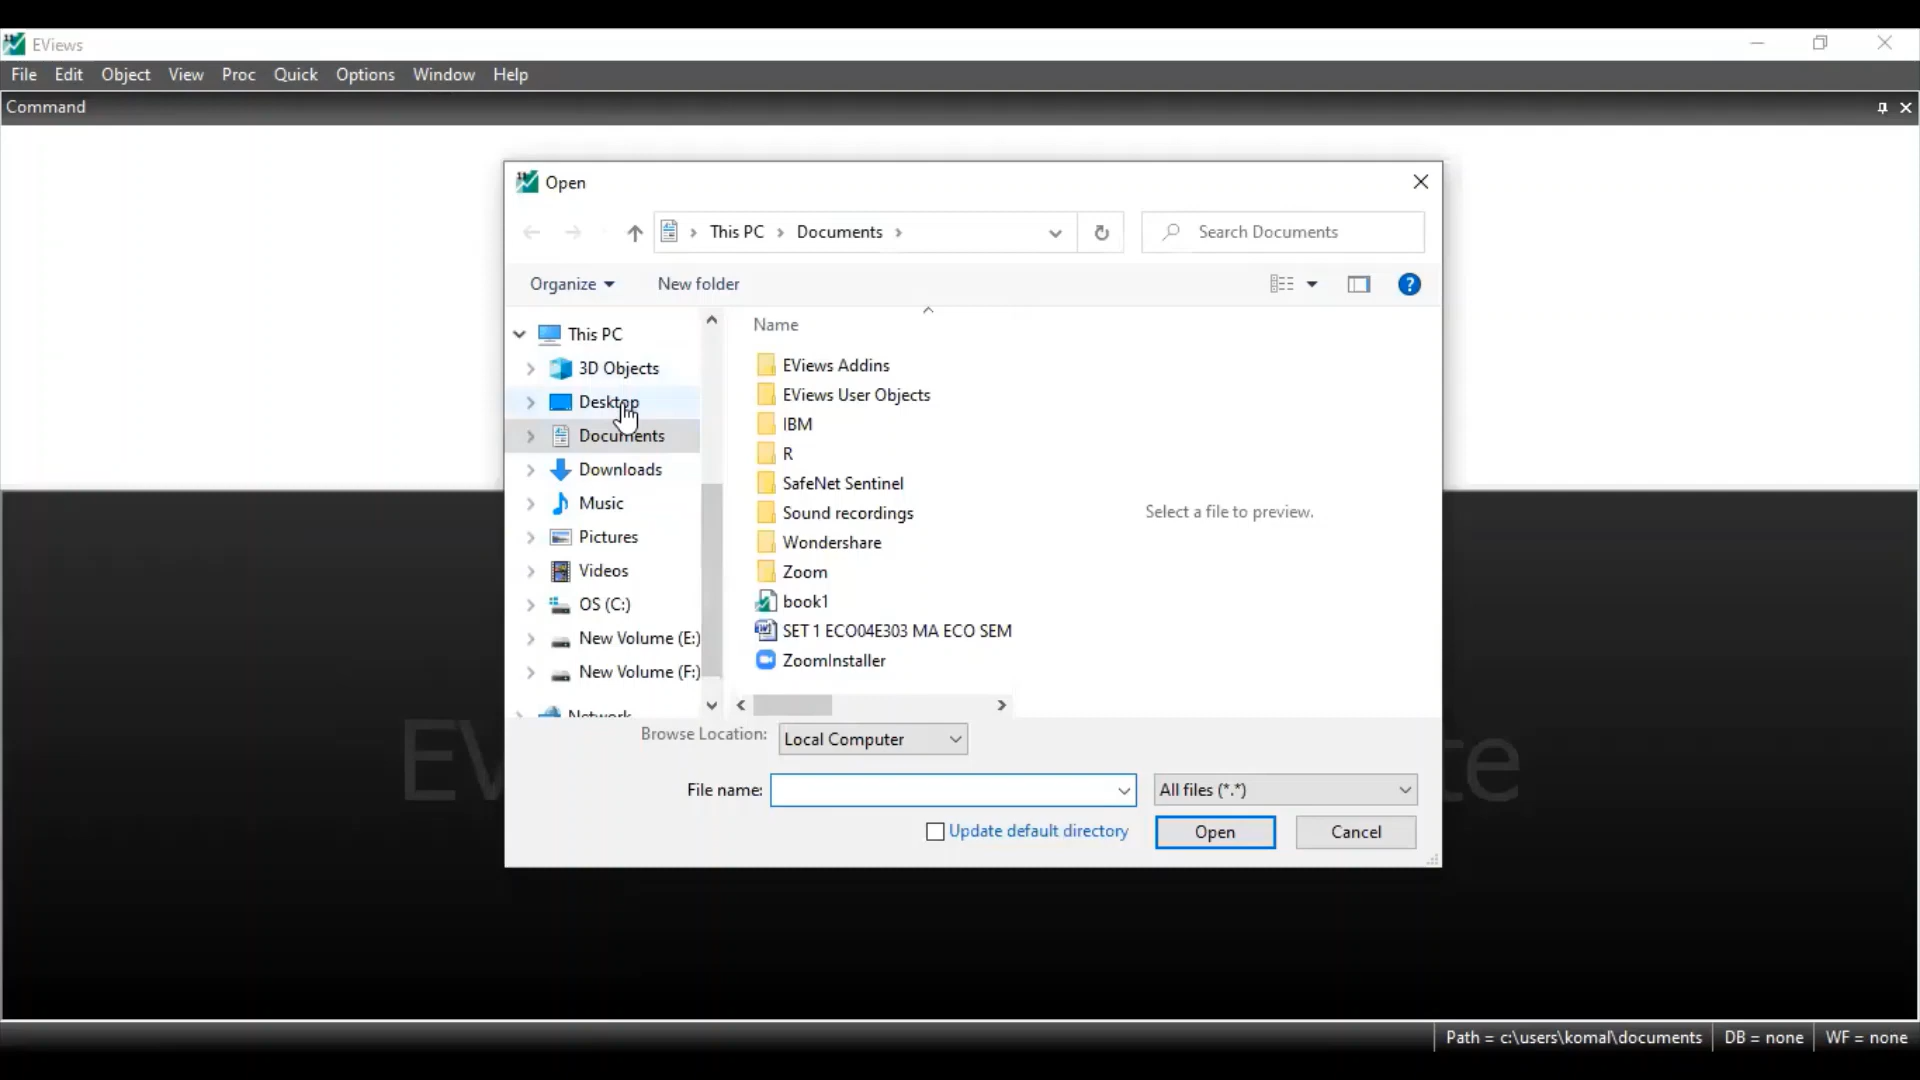 EViews
File Edit Object View Proc Quick Options Window Help
Command
Open
This PC Documents
Search Documents
Organize New folder
This PC
3D Objects
Desktop
Documents
Downloads
Music
Pictures
Videos
OS (C:)
New Volume (E:)
New Volume (F:)
Network
Name
EViews Addins
EViews User Objects
IBM
R
SafeNet Sentinel
Sound recordings
Wondershare
Zoom
book1
SET 1 ECO04E303 MA ECO SEM
ZoomInstaller
Select a file to preview.
Browse Location: Local Computer
File name: All files (*.*)
Update default directory Open Cancel
Path = c:\users\komal\documents DB = none WF = none